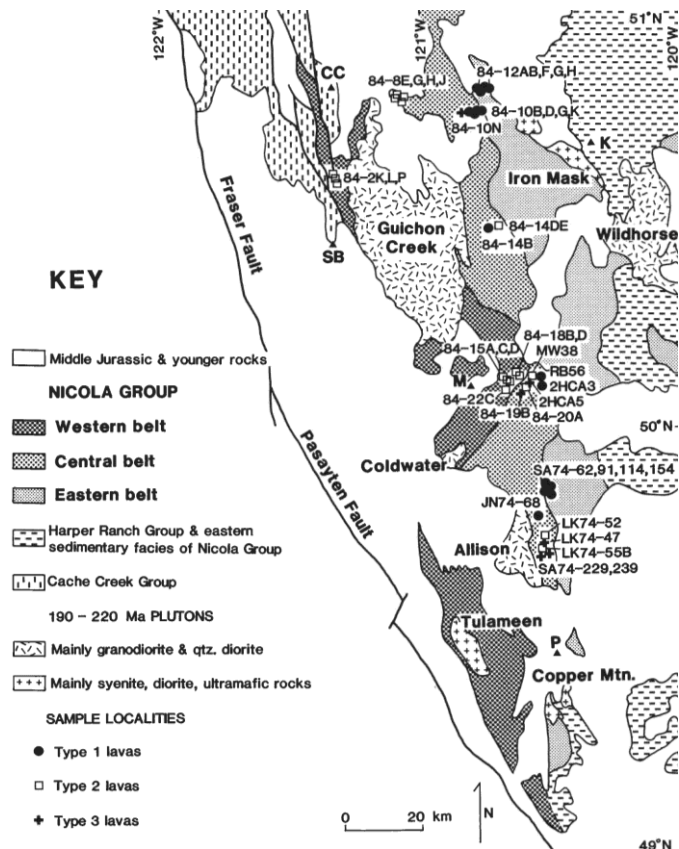 122°W
121°W
51°N
120°W
CC
84-8E,G,H,J
84-12AB,F,G,H
84-10B,D,G,K
84-10N
K
Iron Mask
84-2K,L,P
Fraser Fault
Guichon
Creek
84-14DE
84-14B
Wildhorse
SB
KEY
84-18B,D
84-15A,C,D
MW38
RB56
M
2HCA3
84-22C
2HCA5
84-19B
84-20A
50°N
Coldwater
Pasayten Fault
SA74-62,91,114,154
JN74-68
LK74-52
LK74-47
Allison
LK74-55B
SA74-229,239
Tulameen
P
Copper Mtn.
Middle Jurassic & younger rocks
NICOLA GROUP
Western belt
Central belt
Eastern belt
Harper Ranch Group & eastern
sedimentary facies of Nicola Group
Cache Creek Group
190 – 220 Ma PLUTONS
Mainly granodiorite & qtz. diorite
Mainly syenite, diorite, ultramafic rocks
SAMPLE LOCALITIES
Type 1 lavas
Type 2 lavas
Type 3 lavas
0 20 km
N
49°N